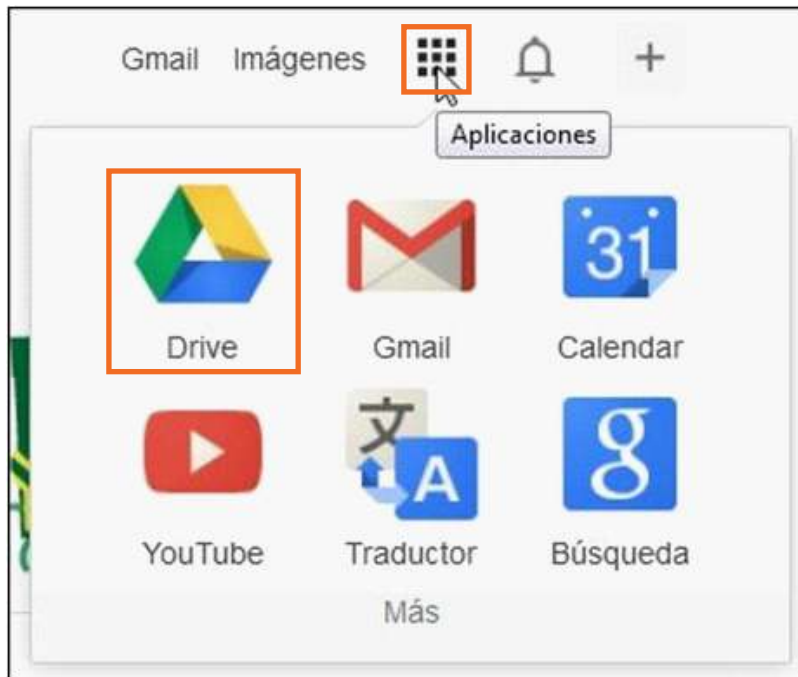 Gmail Imágenes
Aplicaciones
31
Drive Gmail Calendar
文 A g
YouTube Traductor Búsqueda
Más